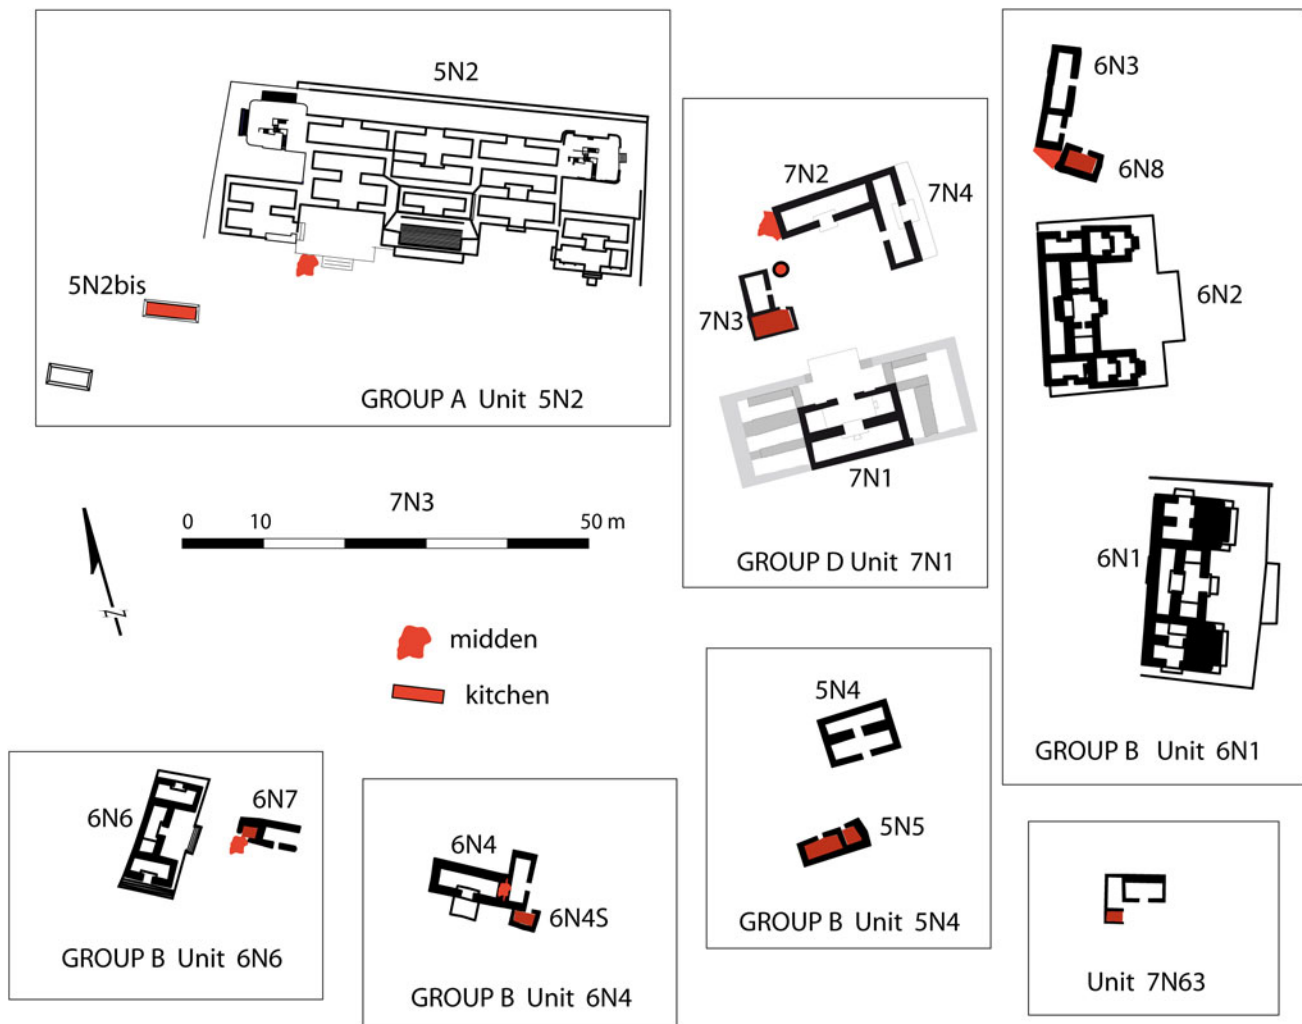 5N2
5N2bis
GROUP A Unit 5N2
7N2
7N4
7N3
7N1
GROUP D Unit 7N1
6N3
6N8
6N2
6N1
GROUP B Unit 6N1
7N3
0 10 50 m
N
midden
kitchen
6N6
6N7
GROUP B Unit 6N6
6N4
6N4S
GROUP B Unit 6N4
5N4
5N5
GROUP B Unit 5N4
Unit 7N63